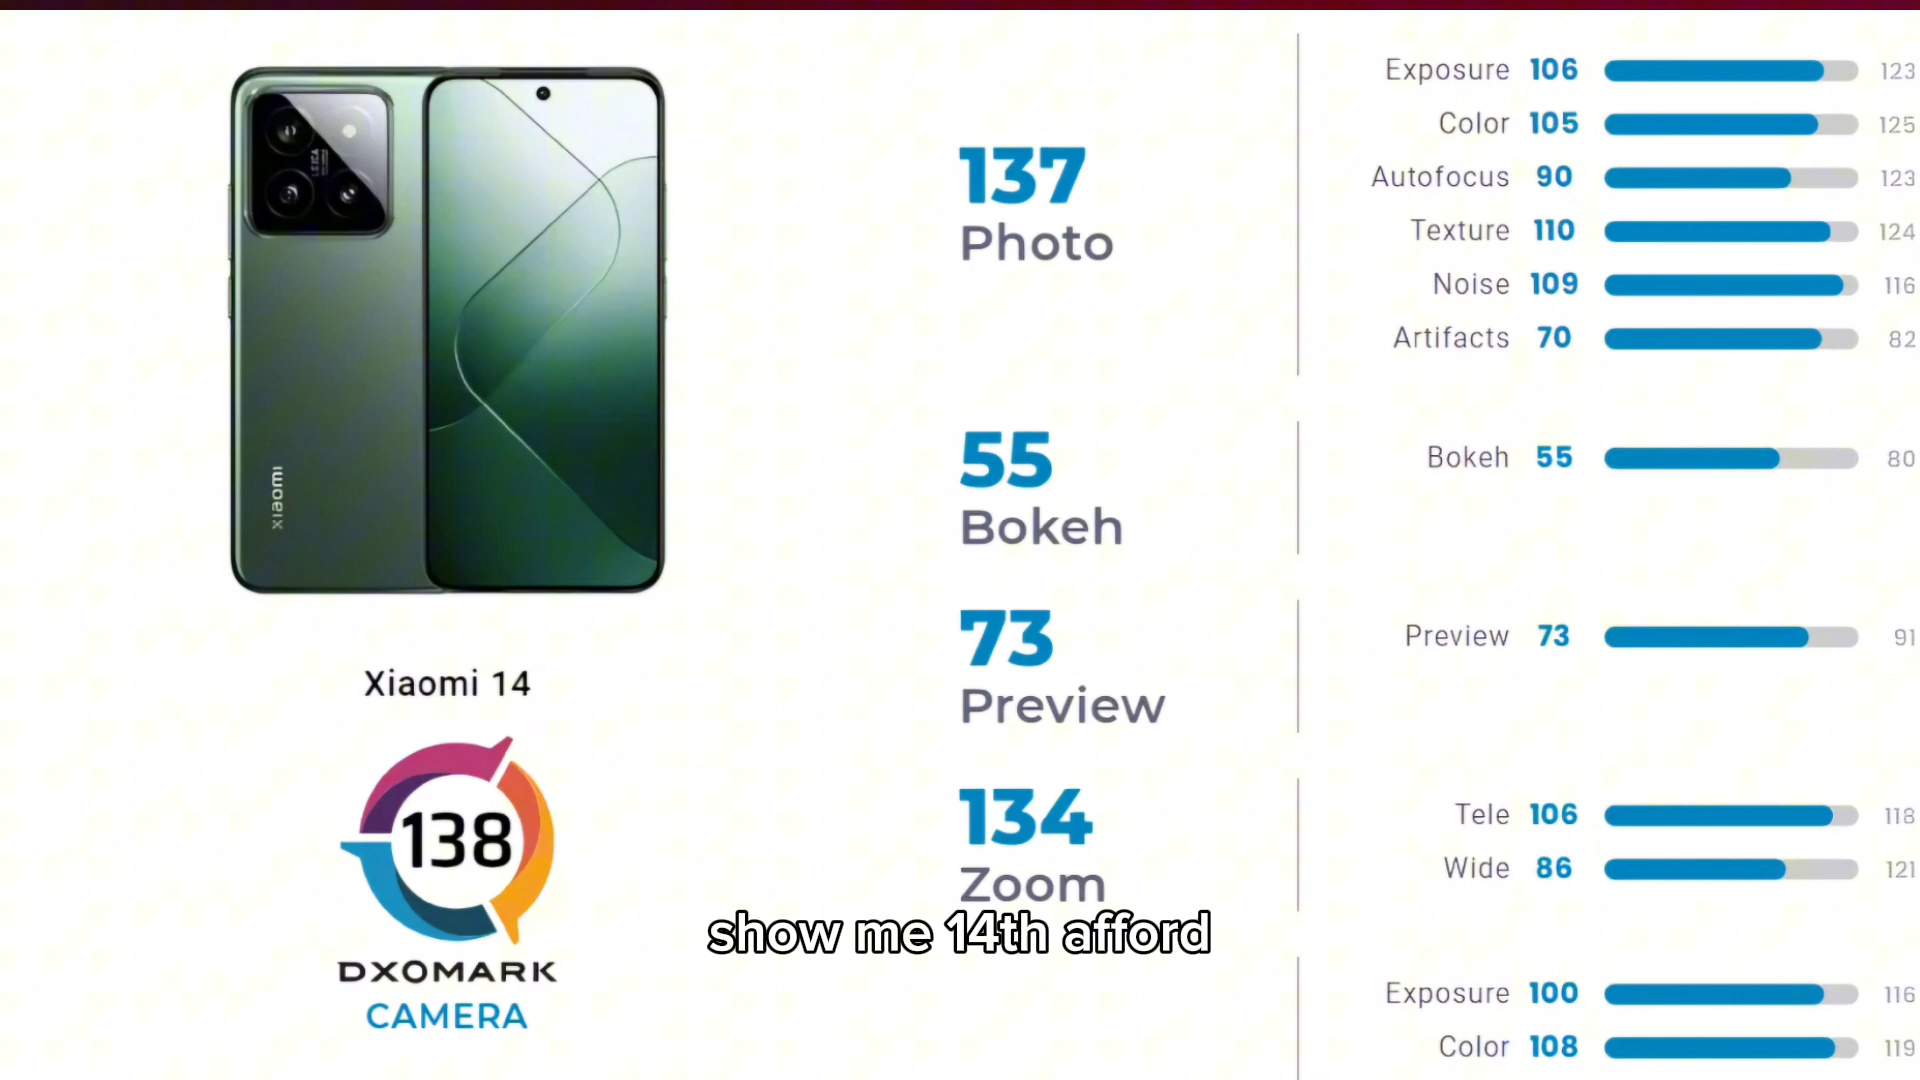 LEICA
xiaomi
Xiaomi 14
138
DXOMARK
CAMERA
137
Photo
Exposure 106 123
Color 105 125
Autofocus 90 123
Texture 110 124
Noise 109 116
Artifacts 70 82
55
Bokeh
Bokeh 55 80
73
Preview
Preview 73 91
134
Zoom
Tele 106 118
Wide 86 121
show me 14th afford
Exposure 100 116
Color 108 119